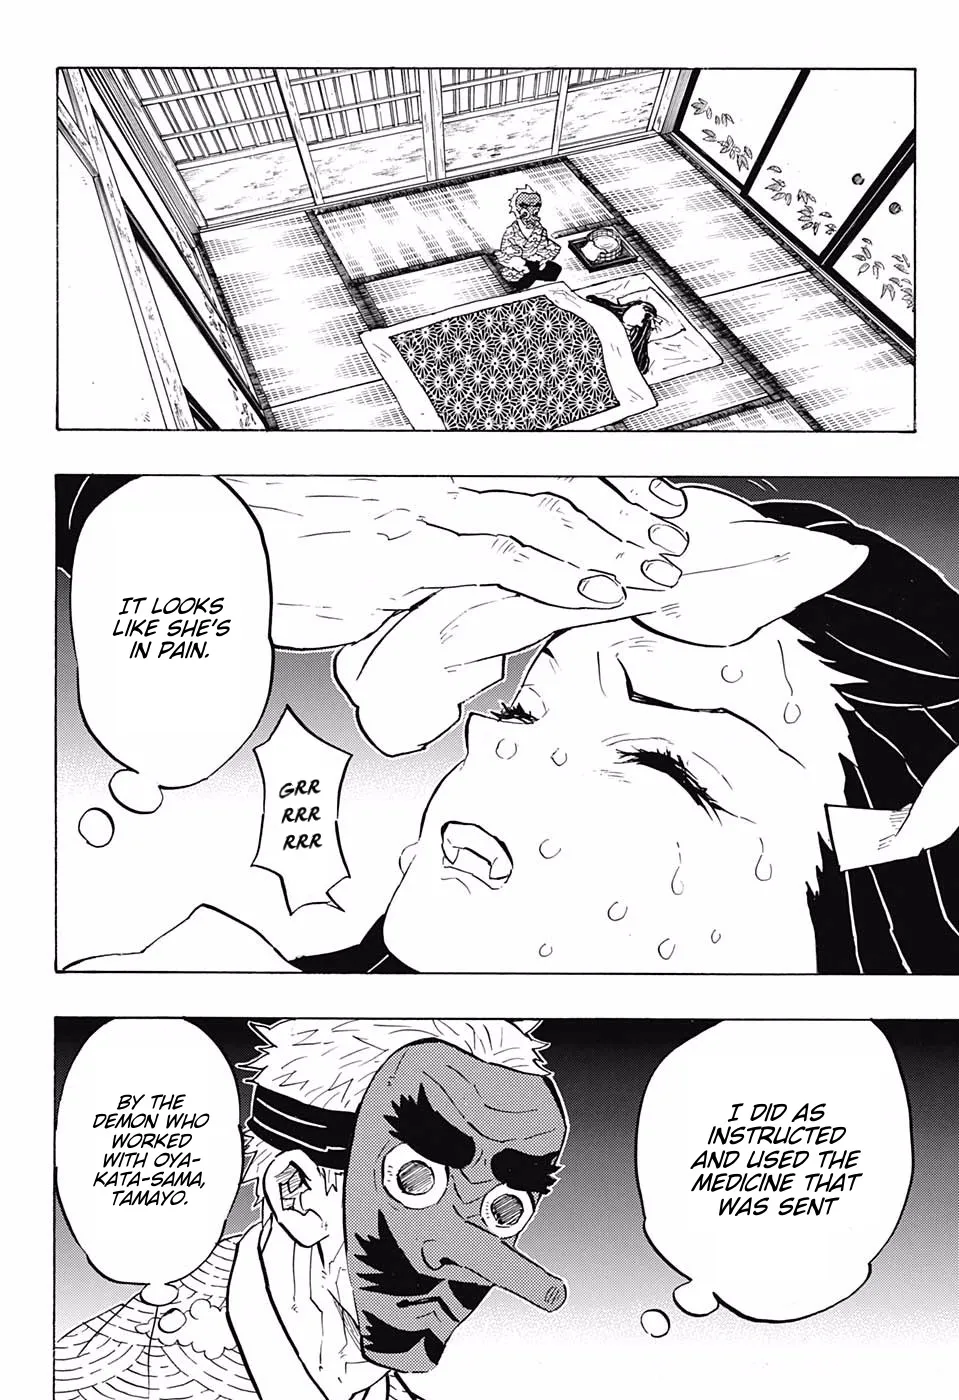 IT LOOKS
LIKE SHE'S
IN PAIN.
GRR
RRR
RRR
I DID AS
INSTRUCTED
AND USED THE
MEDICINE THAT
WAS SENT
BY THE
DEMON WHO
WORKED
WITH OYA-
KATA-SAMA,
TAMAYO.